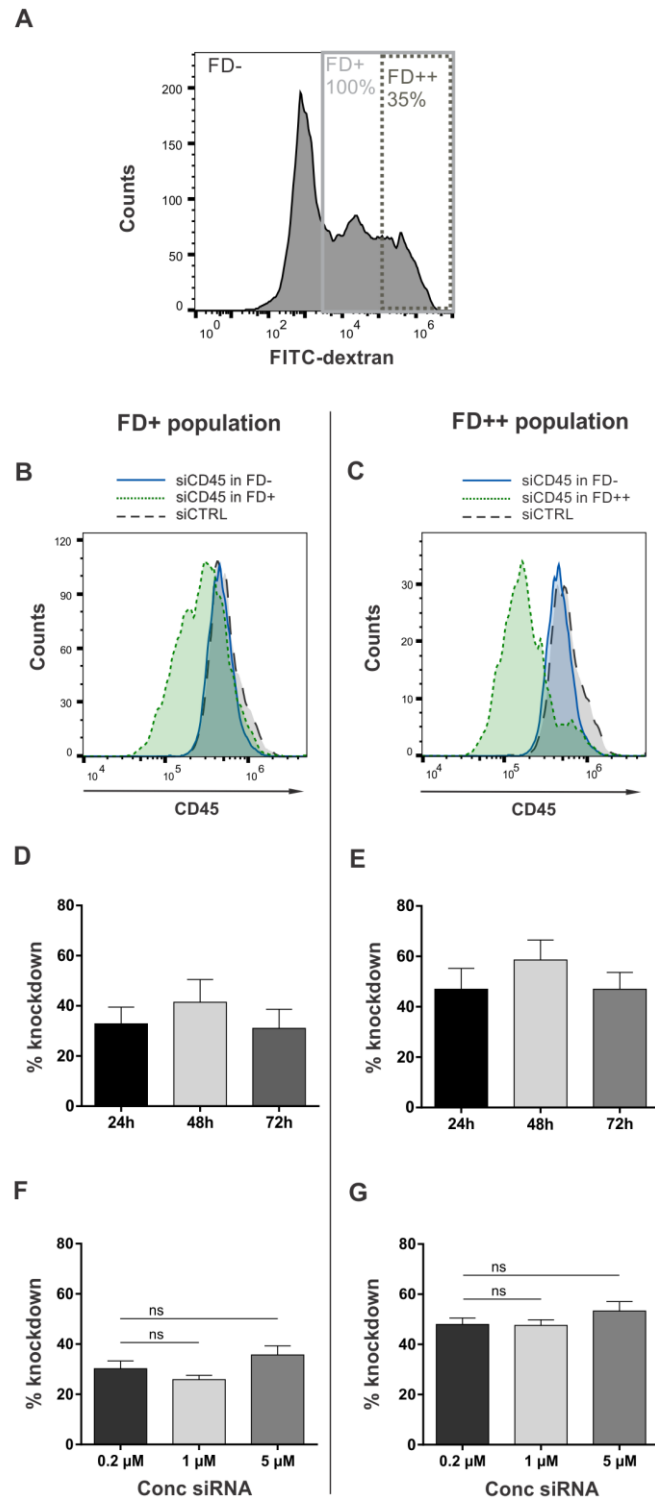 A
FD-
FD+
100%
FD++
35%
200
150
100
50
0
Counts
10^0
10^2
10^4
10^6
FITC-dextran
FD+ population
FD++ population
B
siCD45 in FD-
siCD45 in FD+
siCTRL
120
90
60
30
0
Counts
10^4
10^5
10^6
CD45
C
siCD45 in FD-
siCD45 in FD++
siCTRL
30
20
10
0
Counts
10^4
10^5
10^6
CD45
D
80
60
40
20
0
% knockdown
24h 48h 72h
E
80
60
40
20
0
% knockdown
24h 48h 72h
F
80
60
40
20
0
% knockdown
ns
ns
0.2 µM 1 µM 5 µM
Conc siRNA
G
80
60
40
20
0
% knockdown
ns
ns
0.2 µM 1 µM 5 µM
Conc siRNA